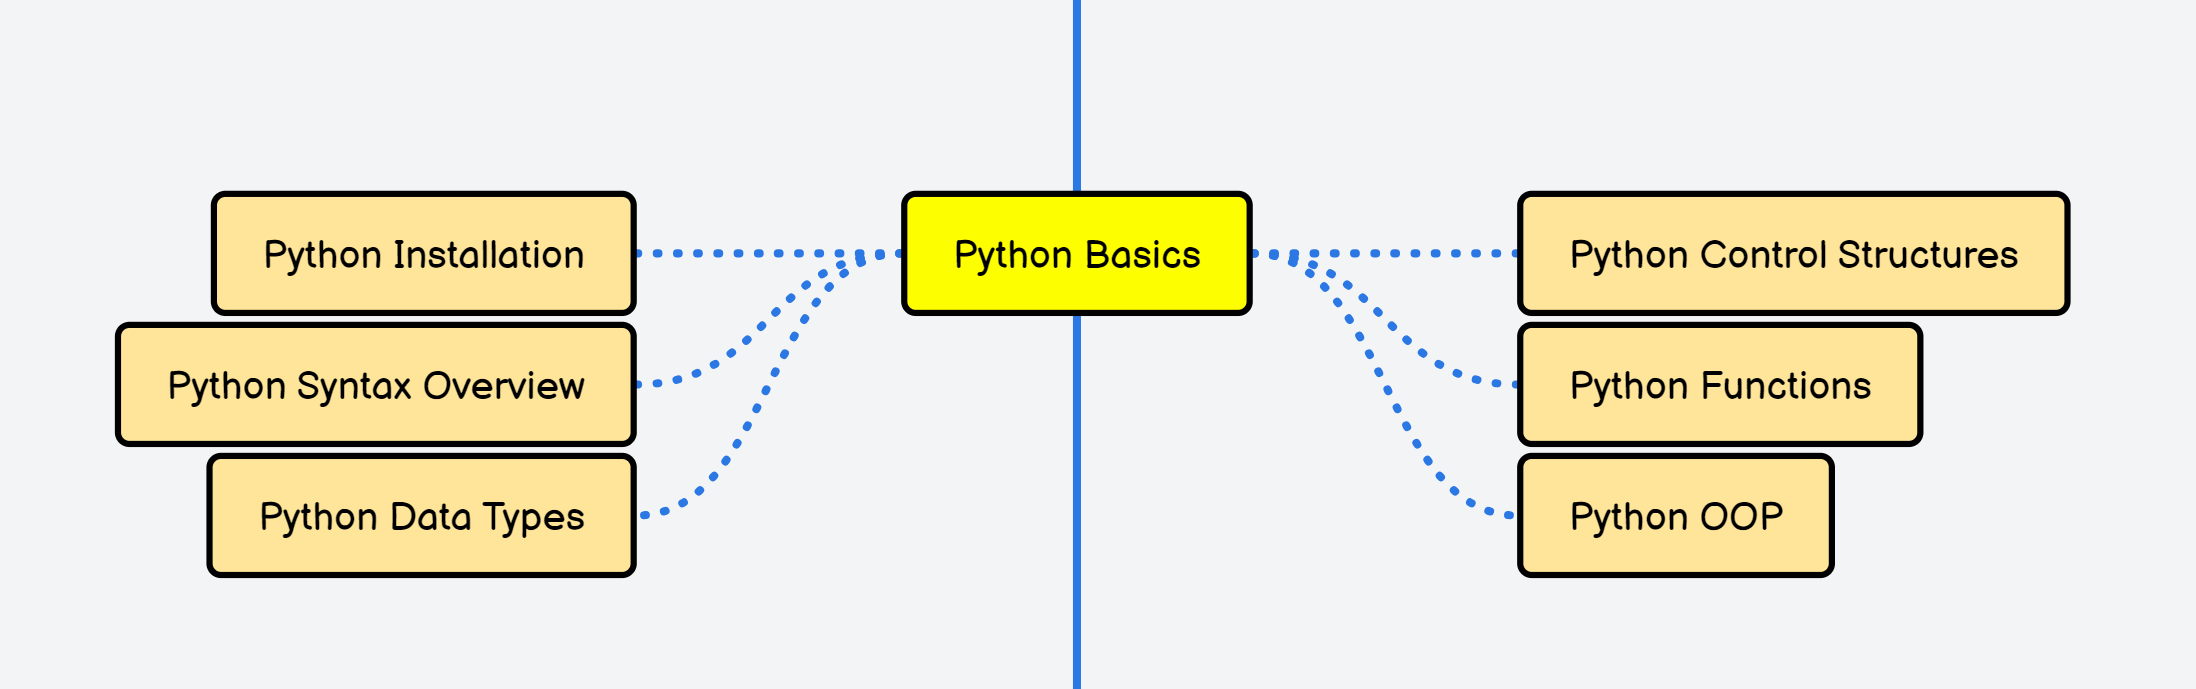 Python Installation
Python Syntax Overview
Python Data Types
Python Basics
Python Control Structures
Python Functions
Python OOP